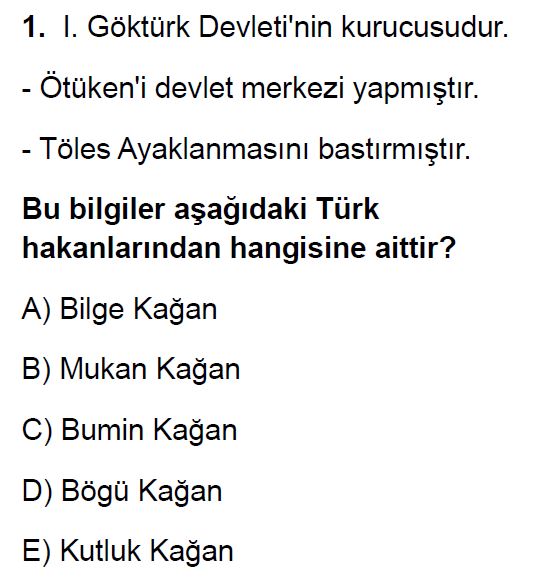 1. I. Göktürk Devleti'nin kurucusudur.
- Ötüken'i devlet merkezi yapmıştır.
- Töles Ayaklanmasını bastırmıştır.
Bu bilgiler aşağıdaki Türk
hakanlarından hangisine aittir?
A) Bilge Kağan
B) Mukan Kağan
C) Bumin Kağan
D) Bögü Kağan
E) Kutluk Kağan